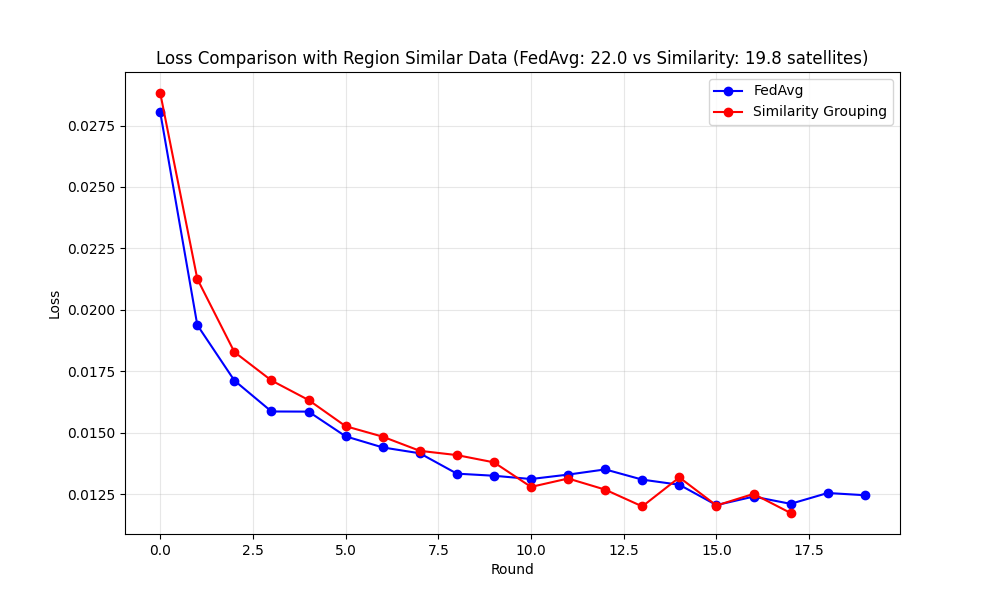 Loss Comparison with Region Similar Data (FedAvg: 22.0 vs Similarity: 19.8 satellites)
FedAvg
Similarity Grouping
Loss
0.0275
0.0250
0.0225
0.0200
0.0175
0.0150
0.0125
0.0 2.5 5.0 7.5 10.0 12.5 15.0 17.5
Round